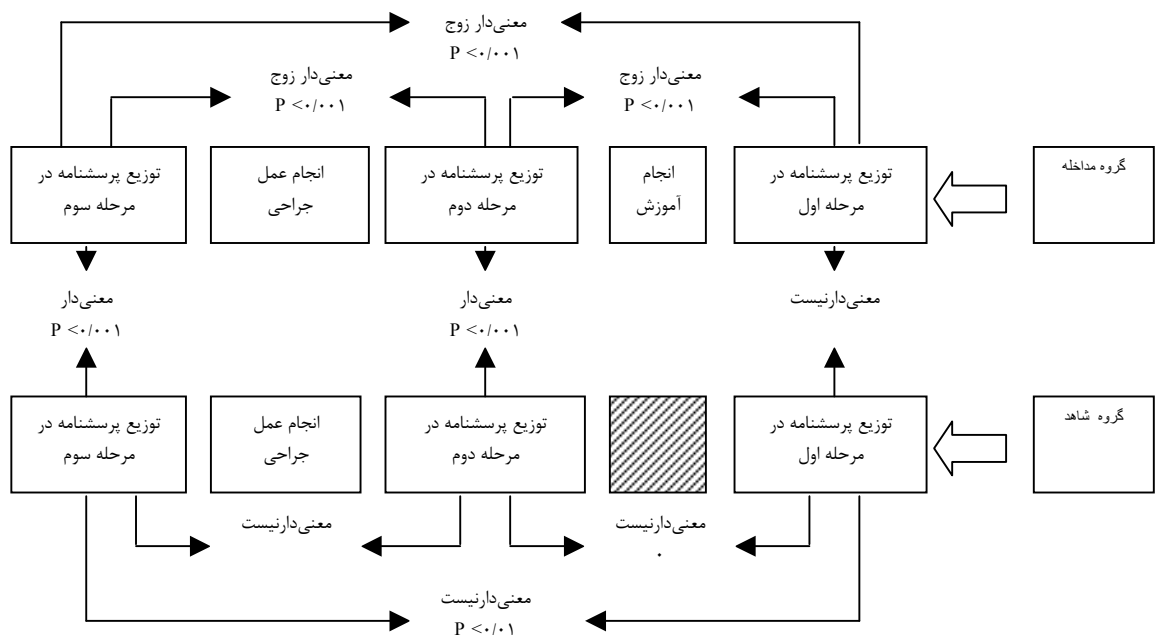 معنی‌دار زوج
P <۰/۰۰۱
معنی‌دار زوج
P <۰/۰۰۱
معنی‌دار زوج
P <۰/۰۰۱
گروه مداخله
توزیع پرسشنامه در
مرحله اول
انجام
آموزش
توزیع پرسشنامه در
مرحله دوم
انجام عمل
جراحی
توزیع پرسشنامه در
مرحله سوم
معنی‌دارنیست
معنی‌دار
P <۰/۰۰۱
معنی‌دار
P <۰/۰۰۱
گروه شاهد
توزیع پرسشنامه در
مرحله اول
توزیع پرسشنامه در
مرحله دوم
انجام عمل
جراحی
توزیع پرسشنامه در
مرحله سوم
معنی‌دارنیست
۰
معنی‌دارنیست
معنی‌دارنیست
P <۰/۰۱